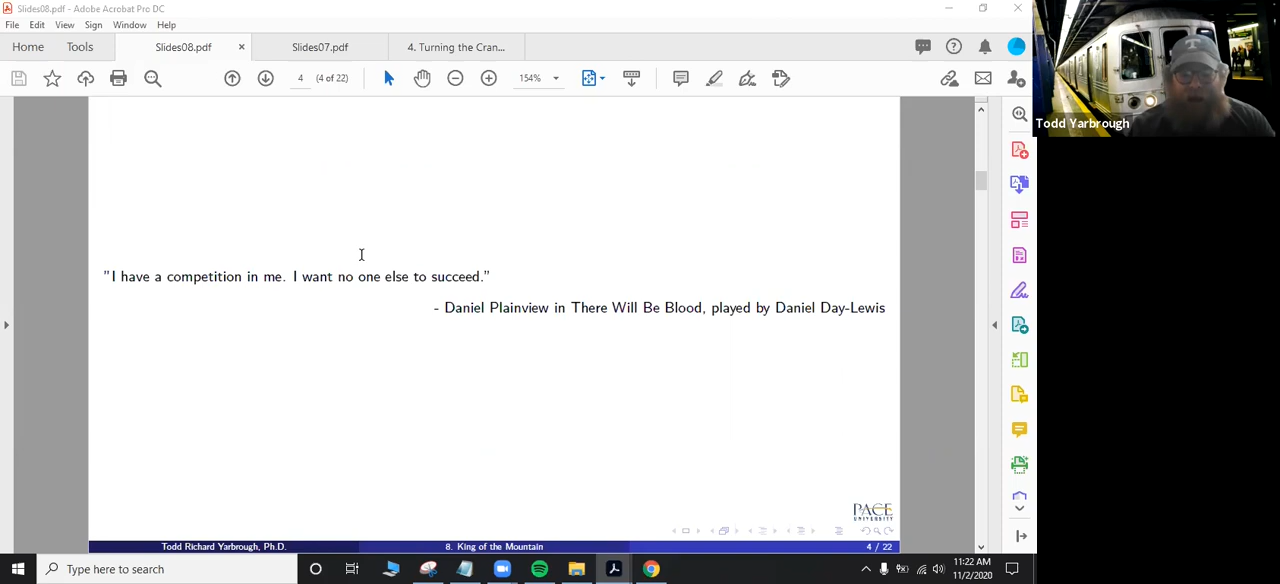 Slides08.pdf - Adobe Acrobat Pro DC
File Edit View Sign Window Help
Home Tools Slides08.pdf × Slides07.pdf 4. Turning the Cran...
4 (4 of 22) 154%
Todd Yarbrough
"I have a competition in me. I want no one else to succeed."
- Daniel Plainview in There Will Be Blood, played by Daniel Day-Lewis
PACE
UNIVERSITY
Todd Richard Yarbrough, Ph.D. 8. King of the Mountain 4 / 22
Type here to search
11:22 AM
11/2/2020